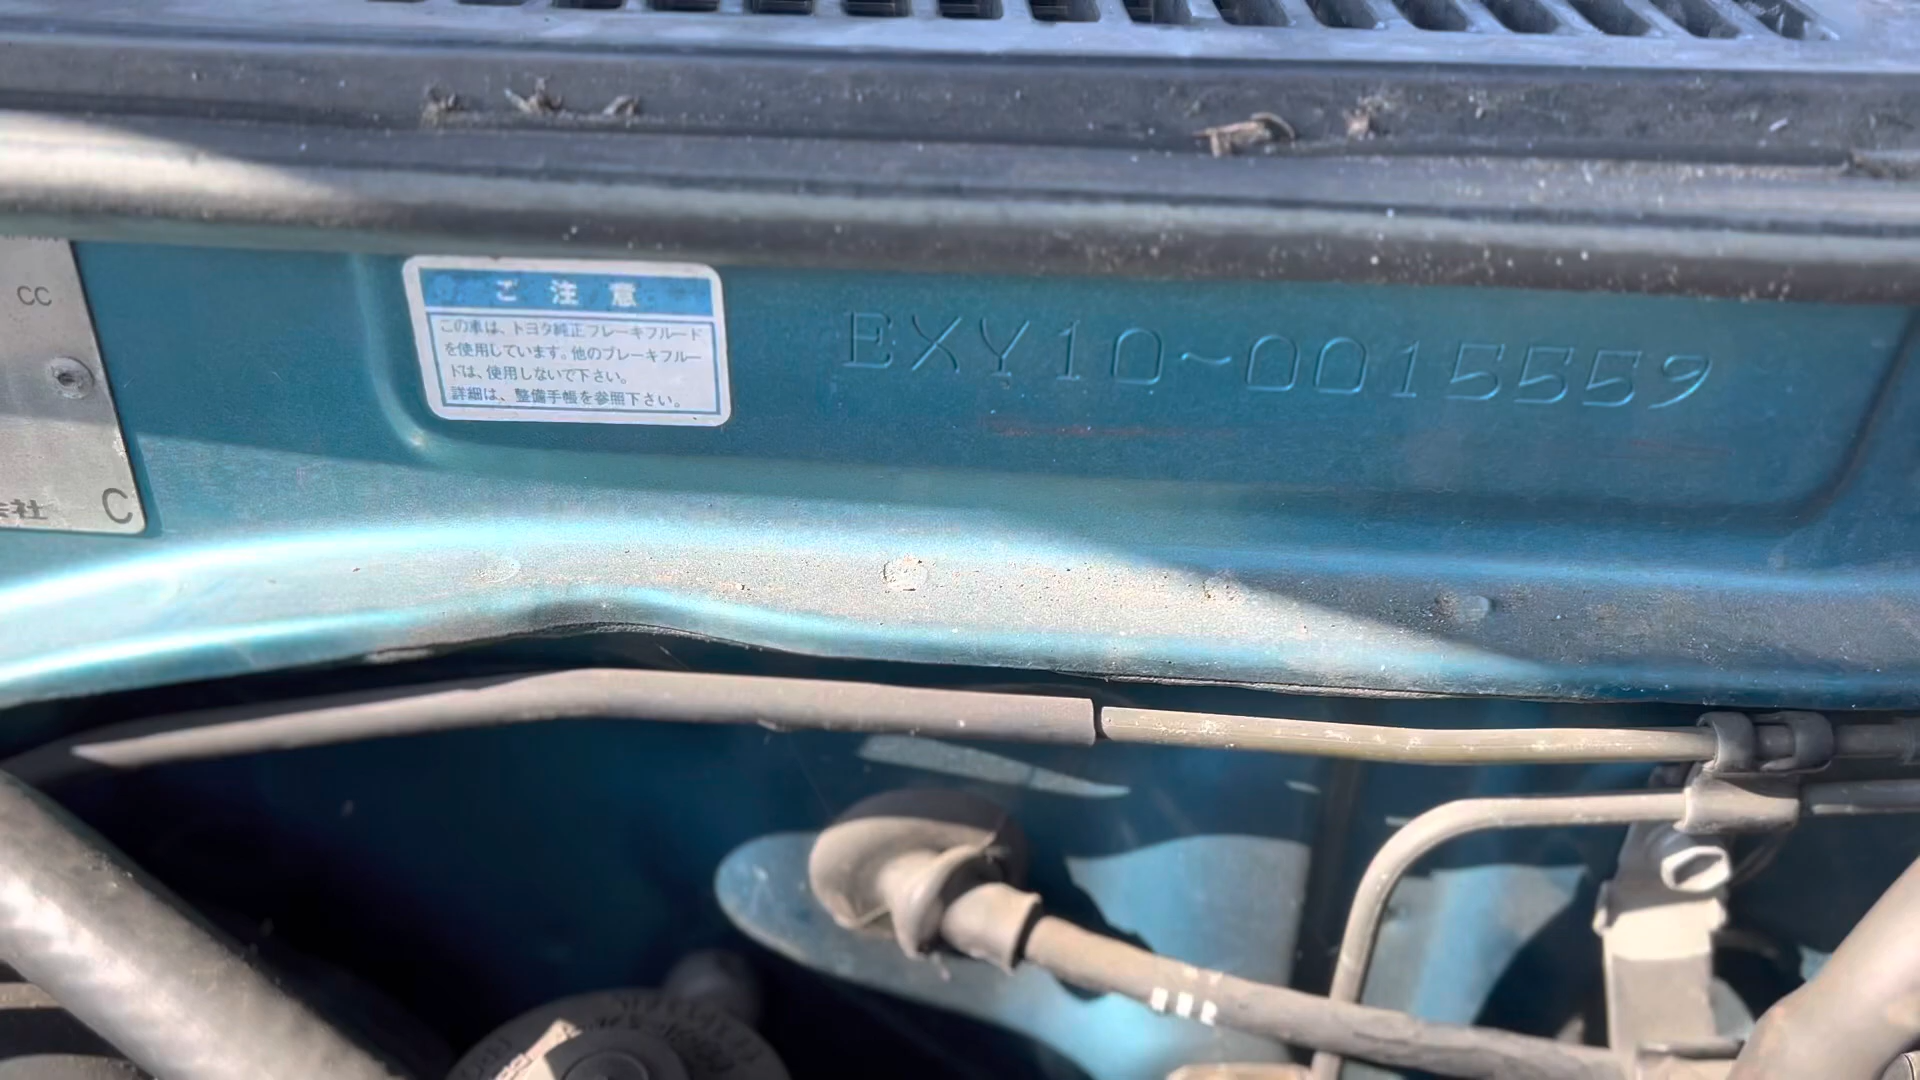 CC
会社 C
ご注意
この車は、トヨタ純正ブレーキフルード
を使用しています。他のブレーキフルー
ドは、使用しないで下さい。
詳細は、整備手帳を参照下さい。
EXY10-0015559